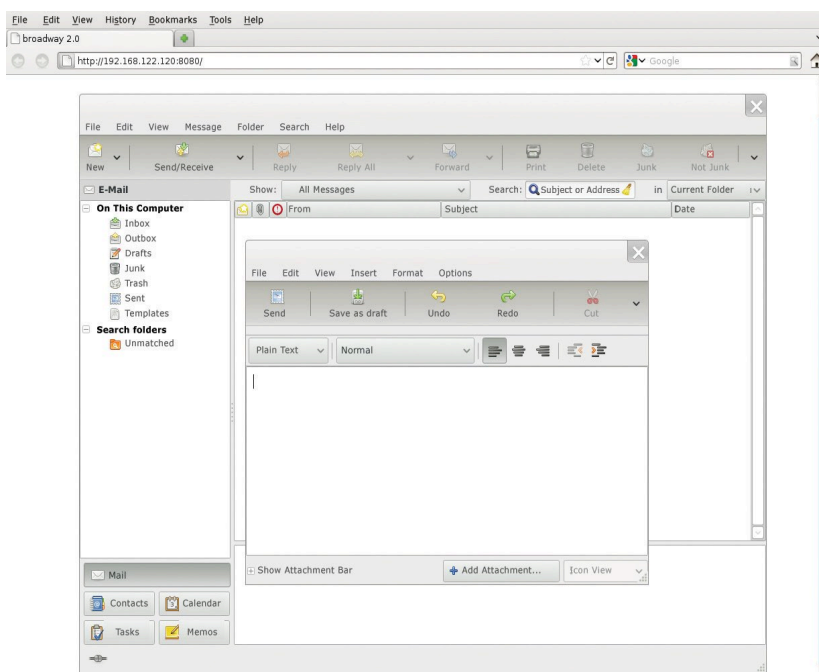 File Edit View History Bookmarks Tools Help
broadway 2.0
http://192.168.122.120:8080/ Google
File Edit View Message Folder Search Help
New Send/Receive Reply Reply All Forward Print Delete Junk Not Junk
E-Mail Show: All Messages Search: Subject or Address in Current Folder
On This Computer From Subject Date
Inbox
Outbox
Drafts
Junk
Trash
Sent
Templates
Search folders
Unmatched
File Edit View Insert Format Options
Send Save as draft Undo Redo Cut
Plain Text Normal
Show Attachment Bar Add Attachment... Icon View
Mail
Contacts Calendar
Tasks Memos